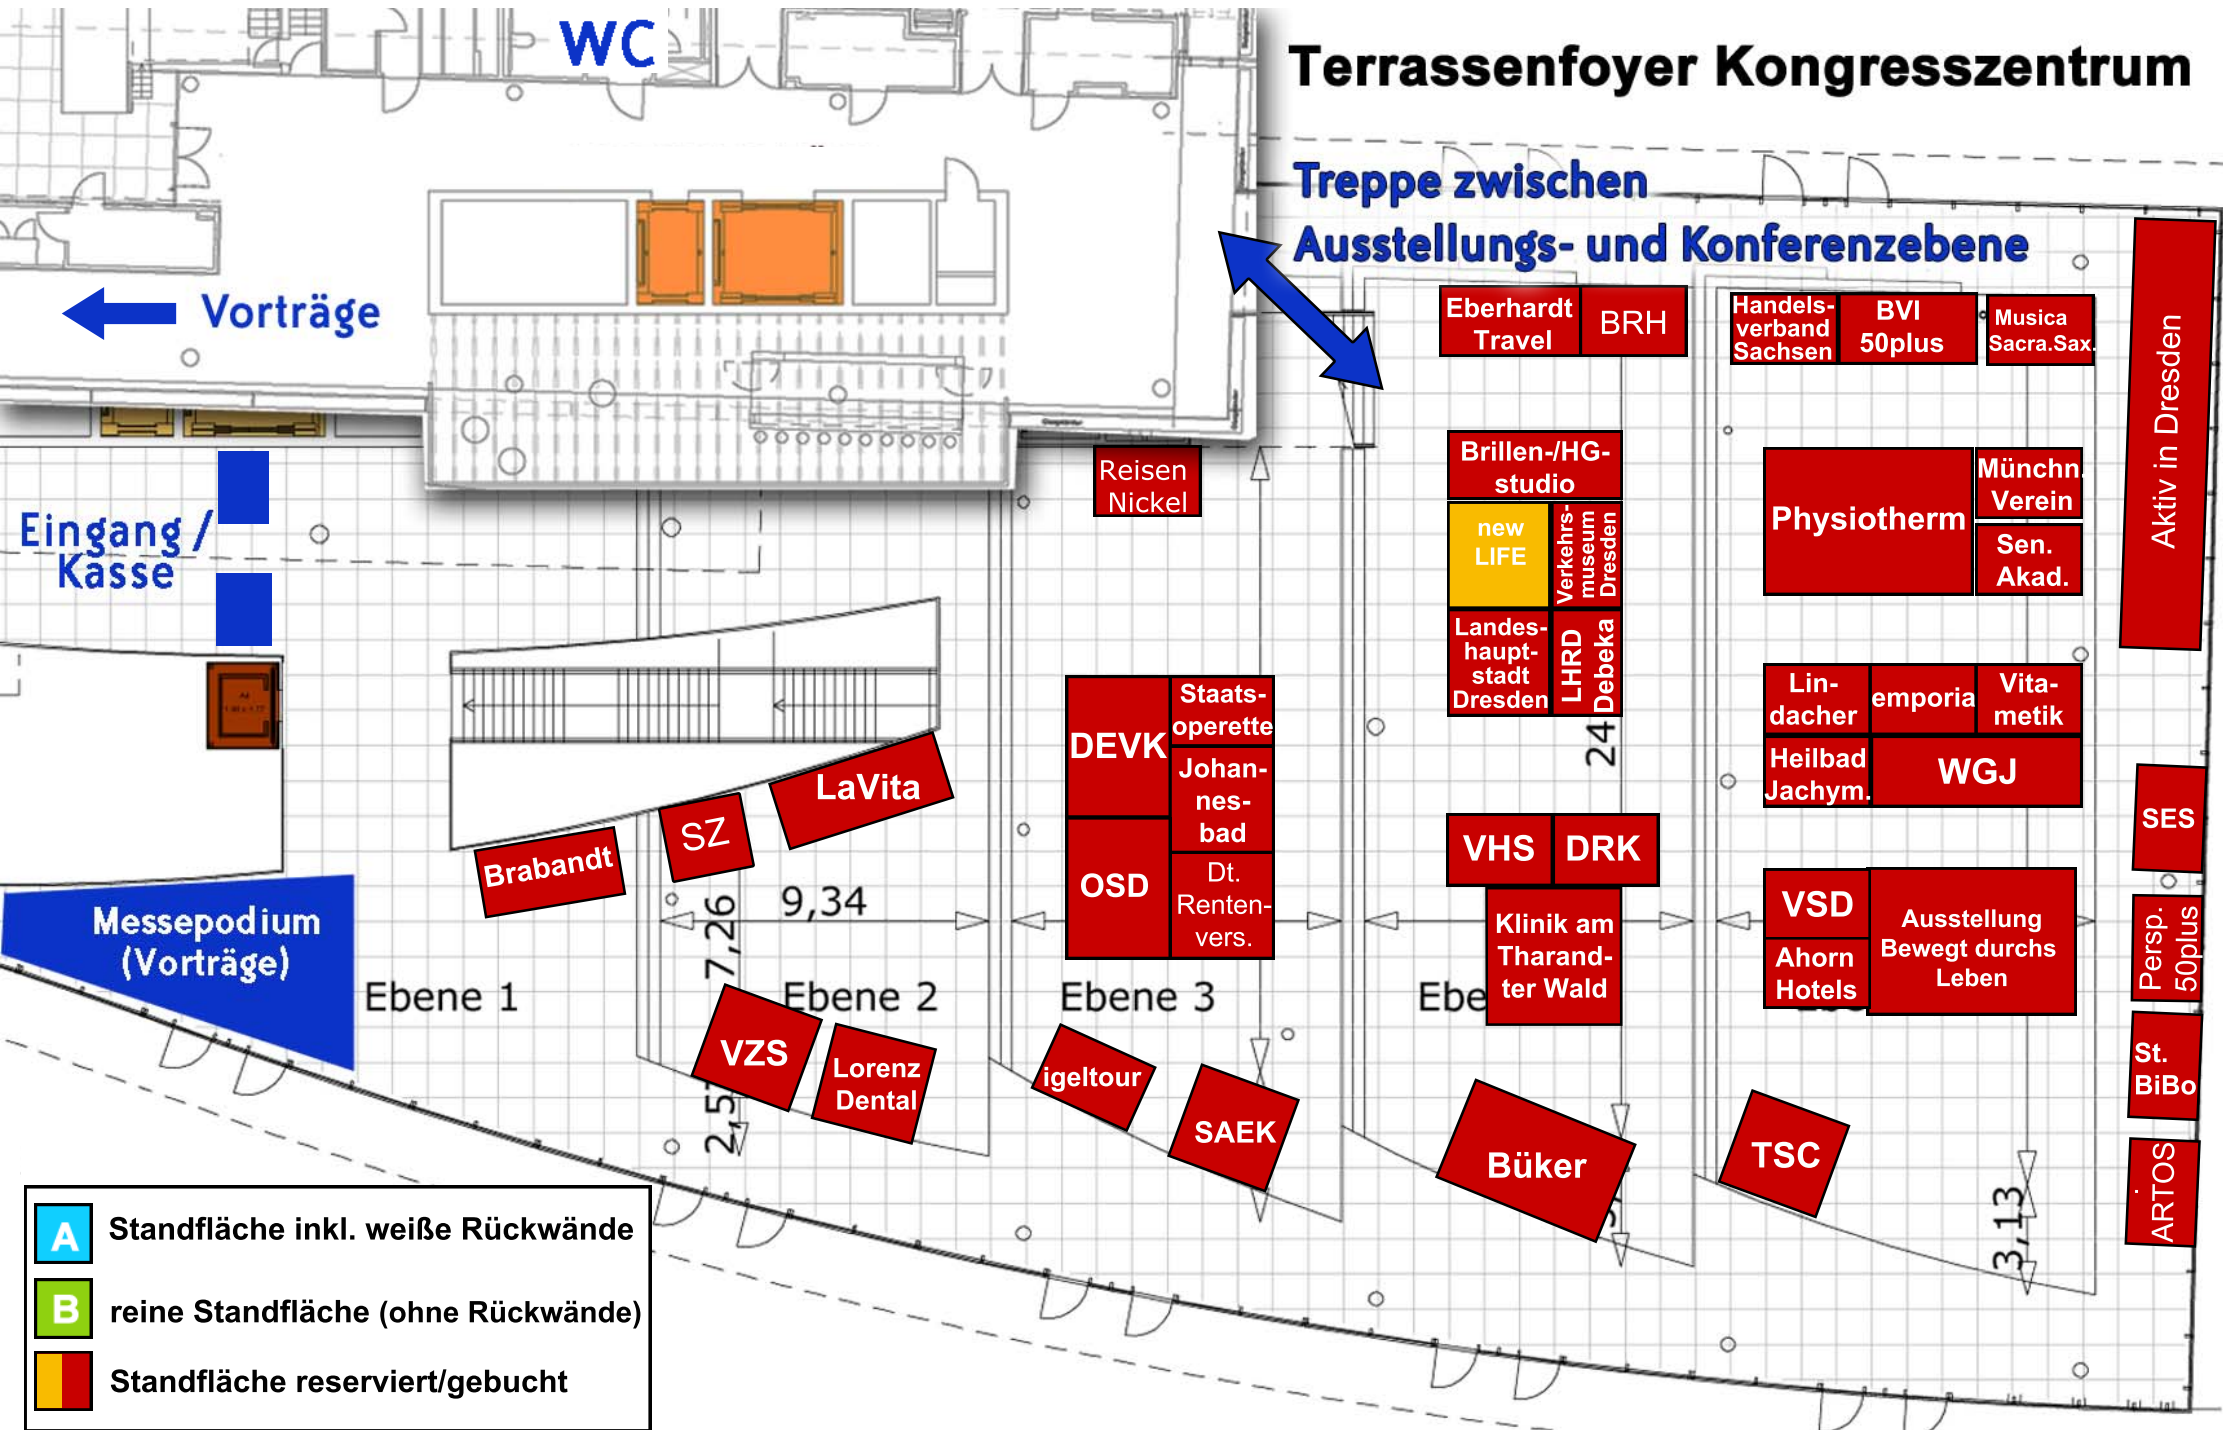 WC
Terrassenfoyer Kongresszentrum
Treppe zwischen
Ausstellungs- und Konferenzebene
Vorträge
Eingang /
Kasse
Messepodium
(Vorträge)
Eberhardt
Travel
BRH
Handels-
verband
Sachsen
BVI
50plus
Musica
Sacra.Sax.
Aktiv in Dresden
Reisen
Nickel
Brillen-/HG-
studio
new
LIFE
Verkehrs-
museum
Dresden
Landes-
haupt-
stadt
Dresden
LHRD
Debeka
Physiotherm
Münchn.
Verein
Sen.
Akad.
DEVK
Staats-
operette
Johan-
nes-
bad
OSD
Dt.
Renten-
vers.
24
Lin-
dacher
emporia
Vita-
metik
Heilbad
Jachym.
WGJ
LaVita
SZ
Brabandt
VHS
DRK
Klinik am
Tharand-
ter Wald
SES
VSD
Ausstellung
Bewegt durchs
Leben
Ahorn
Hotels
Persp.
50plus
9,34
7,26
Ebene 1
Ebene 2
Ebene 3
Ebe
VZS
Lorenz
Dental
2,5
igeltour
SAEK
Büker
TSC
St.
BiBo
ARTOS
3,13
A
Standfläche inkl. weiße Rückwände
B
reine Standfläche (ohne Rückwände)
Standfläche reserviert/gebucht